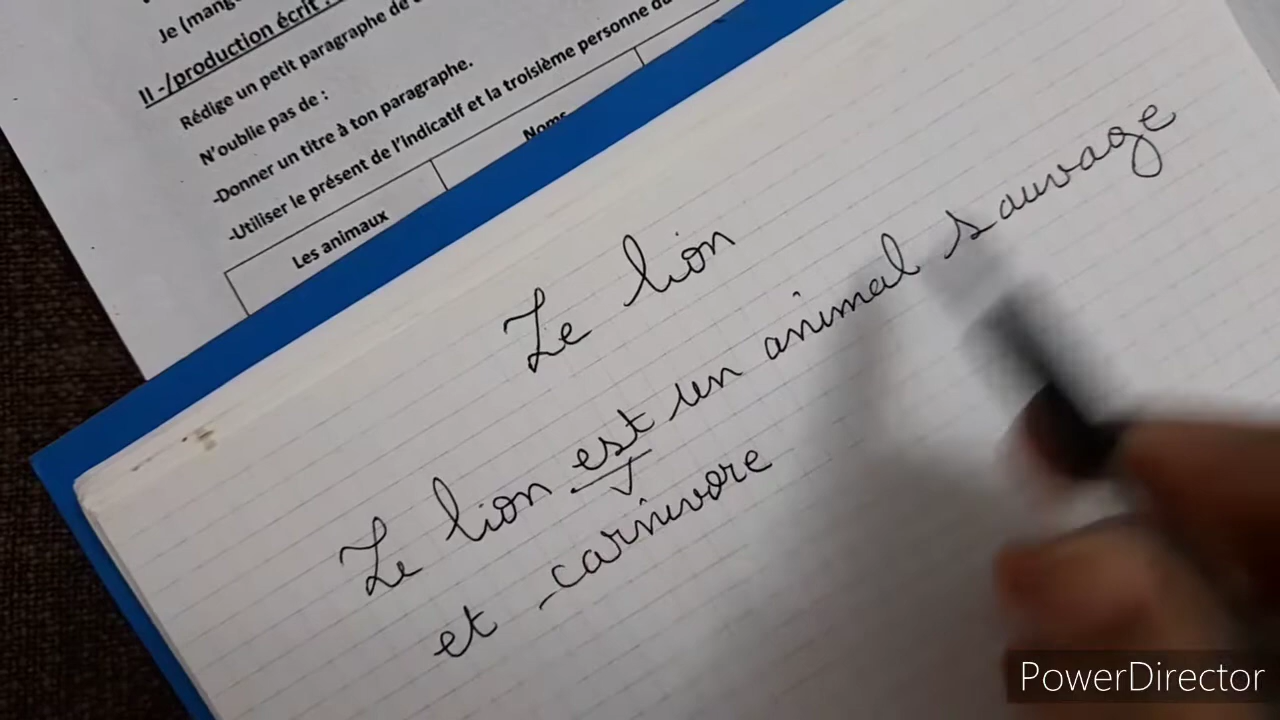 Je (mang
II -/production écrit
Rédige un petit paragraphe de
N'oublie pas de :
-Donner un titre à ton paragraphe.
-Utiliser le présent de l'indicatif et la troisième personne du
Les animaux
Noms
Le lion
Le lion est un animal sauvage
et carnivore
PowerDirector